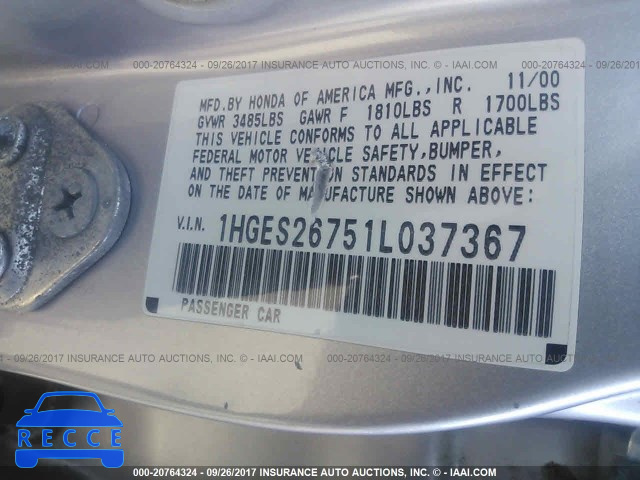 000-20764324 - 09/26/2017 INSURANCE AUTO AUCTIONS, INC. © - IAAI.COM
MFD.BY HONDA OF AMERICA MFG.,INC. 11/00
GVWR 3485LBS GAWR F 1810LBS R 1700LBS
THIS VEHICLE CONFORMS TO ALL APPLICABLE
FEDERAL MOTOR VEHICLE SAFETY,BUMPER,
AND THEFT PREVENTION STANDARDS IN EFFECT
ON THE DATE OF MANUFACTURE SHOWN ABOVE:
V.I.N. 1HGES26751L037367
PASSENGER CAR
000-20764324 - 09/26/2017 INSURANCE AUTO AUCTIONS, INC. © - IAAI.COM
RECCE
000-20764324 - 09/26/2017 INSURANCE AUTO AUCTIONS, INC. © - IAAI.COM